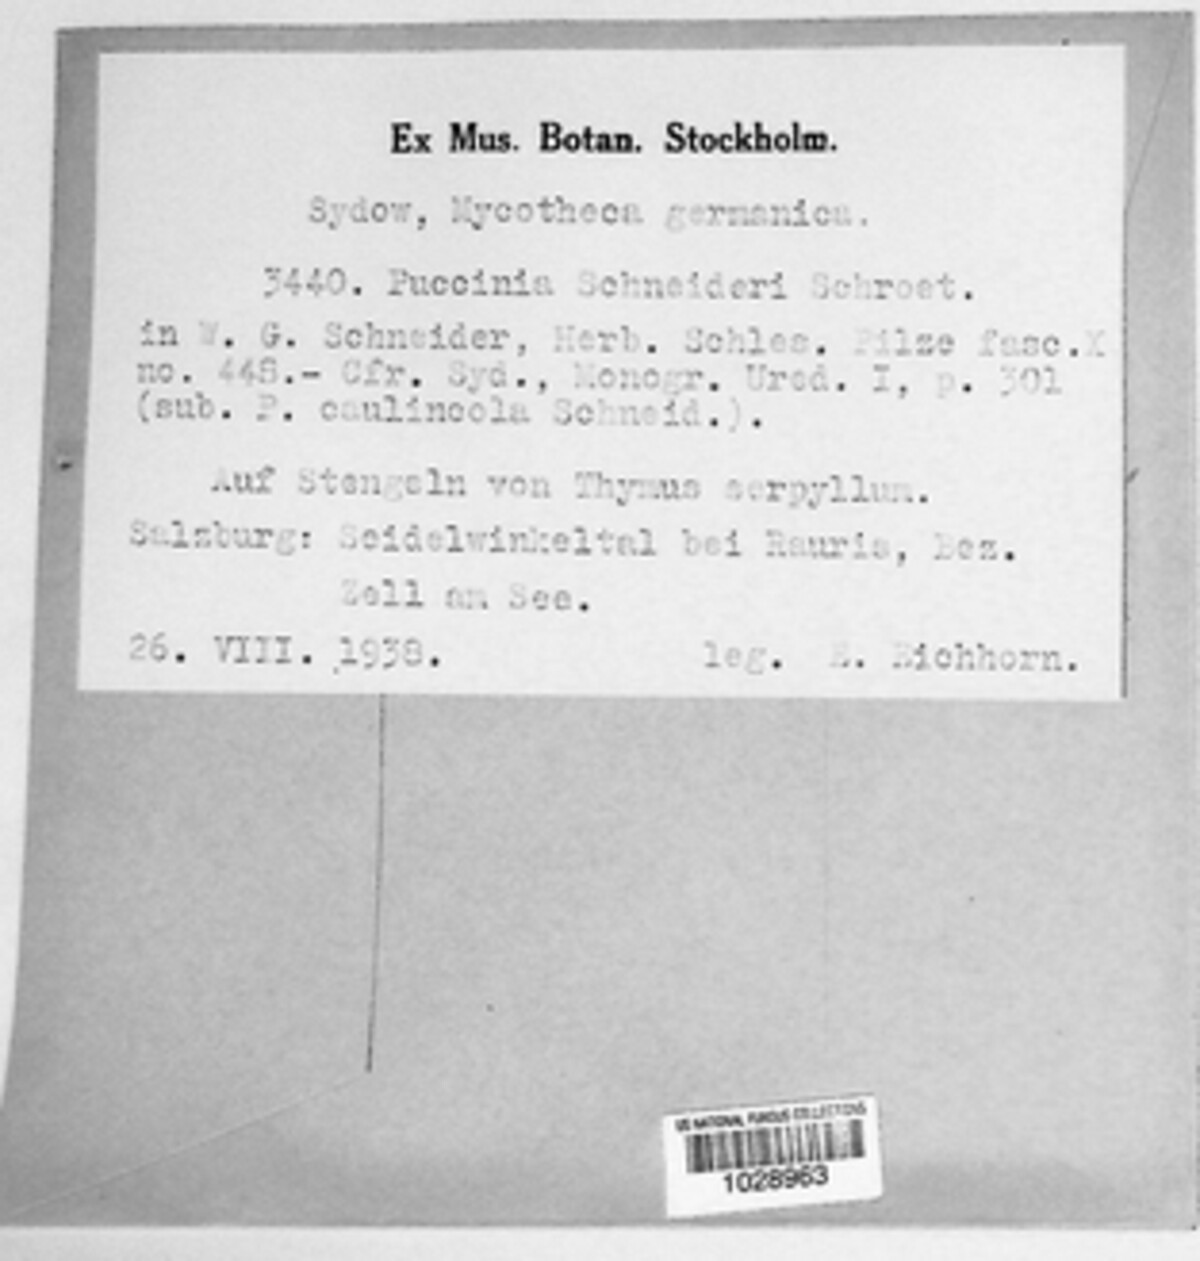 Ex Mus. Botan. Stockholm.
Sydow, Mycotheca germanica.
3440. Puccinia Schneideri Schroet.
in W. G. Schneider, Herb. Schles. Pilze fasc.X
no. 448.- Cfr. Syd., Monogr. Ured. I, p. 301
(sub. P. caulincola Schneid.).
Auf Stengeln von Thymus serpyllum.
Salzburg: Seidelwinkeltal bei Rauris, Bez.
Zell am See.
26. VIII. 1938. leg. E. Eichhorn.
US NATIONAL FUNGUS COLLECTIONS
1028963